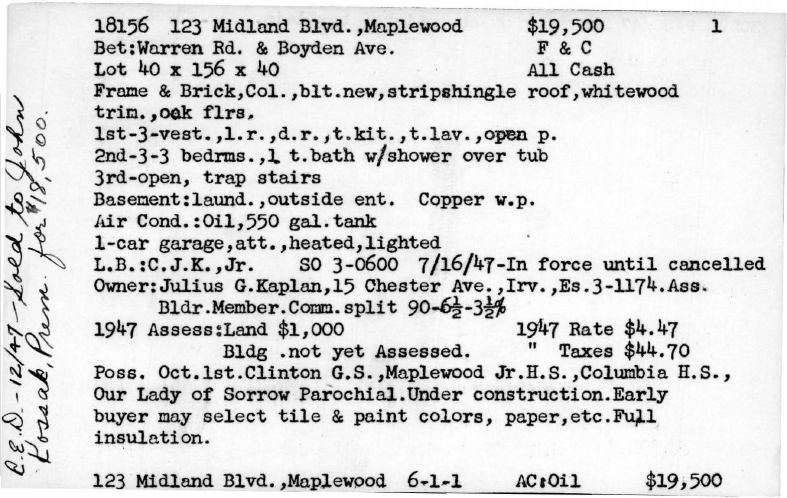 18156 123 Midland Blvd.,Maplewood $19,500 1
Bet:Warren Rd. & Boyden Ave. F & C
Lot 40 x 156 x 40 All Cash
Frame & Brick,Col.,blt.new,stripshingle roof,whitewood
trim.,oak flrs.
1st-3-vest.,l.r.,d.r.,t.kit.,t.lav.,open p.
2nd-3-3 bedrms.,1 t.bath w/shower over tub
3rd-open, trap stairs
Basement:laund.,outside ent. Copper w.p.
Air Cond.:Oil,550 gal.tank
1-car garage,att.,heated,lighted
L.B.:C.J.K.,Jr. SO 3-0600 7/16/47-In force until cancelled
Owner:Julius G.Kaplan,15 Chester Ave.,Irv.,Es.3-1174.Ass.
Bldr.Member.Comm.split 90-6½-3½%
1947 Assess:Land $1,000 1947 Rate $4.47
Bldg .not yet Assessed. " Taxes $44.70
Poss. Oct.1st.Clinton G.S.,Maplewood Jr.H.S.,Columbia H.S.,
Our Lady of Sorrow Parochial.Under construction.Early
buyer may select tile & paint colors, paper,etc.Full
insulation.
123 Midland Blvd.,Maplewood 6-1-1 AC:Oil $19,500
C.E.D. - 12/47 - Sold to John
Kossak, Prem. for $18,500.